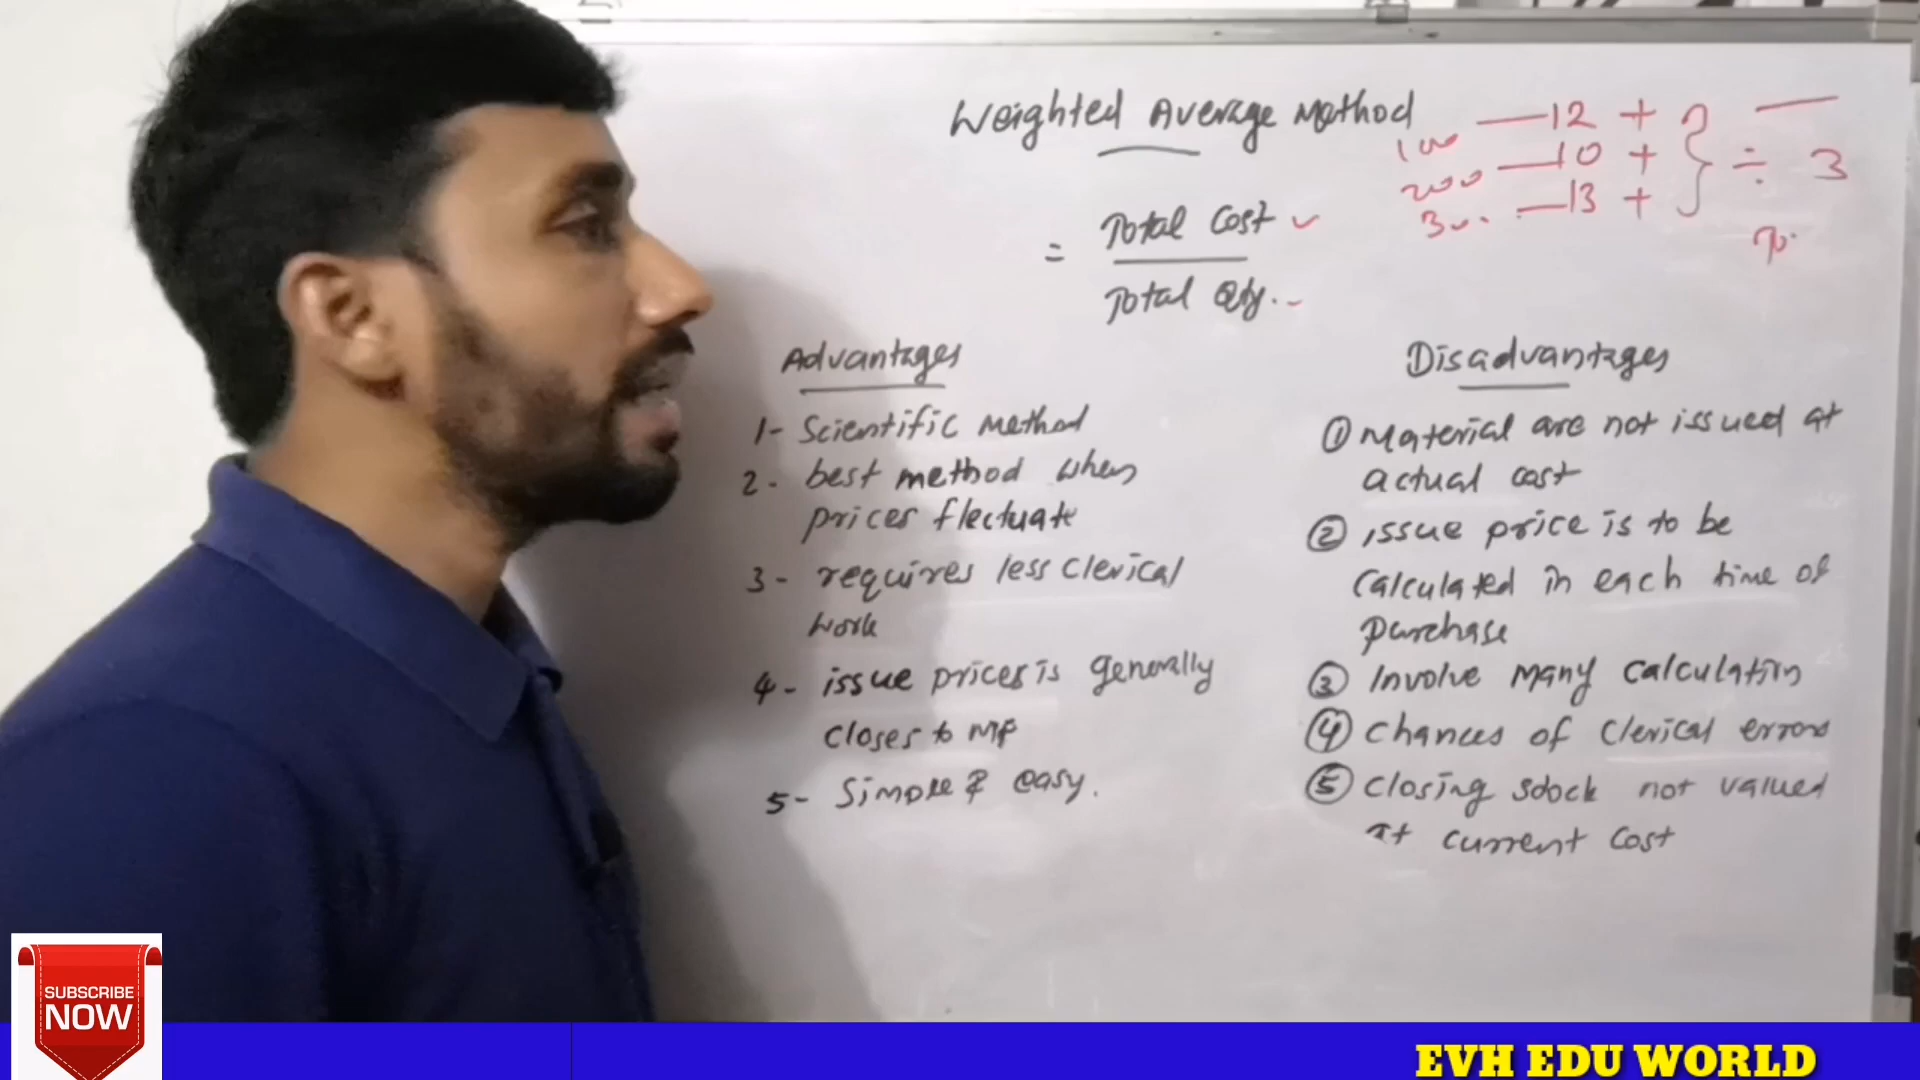 Weighted Average Method
= Total Cost
Total Qty.
100 — 12 +
200 — 10 +
300 — 13 +
÷ 3
Advantages
1- Scientific Method
2- best method when
prices flectuate
3- requires less clerical
work
4- issue prices is generally
closes to MP
5- Simple & easy.
Disadvantages
① Material are not issued at
actual cost
② issue price is to be
calculated in each time of
purchase
③ Involve Many calculation
④ Chances of Clerical errors
⑤ Closing stock not valued
at current cost
SUBSCRIBE
NOW
EVH EDU WORLD